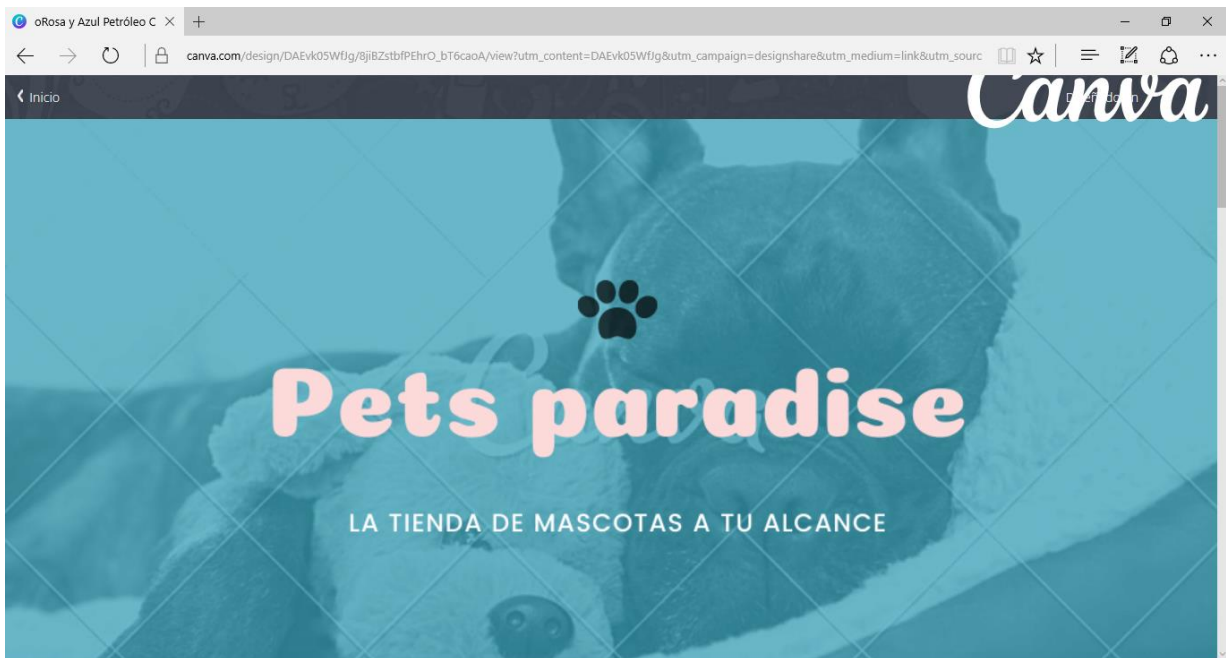 oRosa y Azul Petróleo C
canva.com/design/DAEvk05WfJg/8jiBZstbfPEhrO_bT6caoA/view?utm_content=DAEvk05WfJg&utm_campaign=designshare&utm_medium=link&utm_sourc
Inicio
Canva
Canva
Pets paradise
LA TIENDA DE MASCOTAS A TU ALCANCE